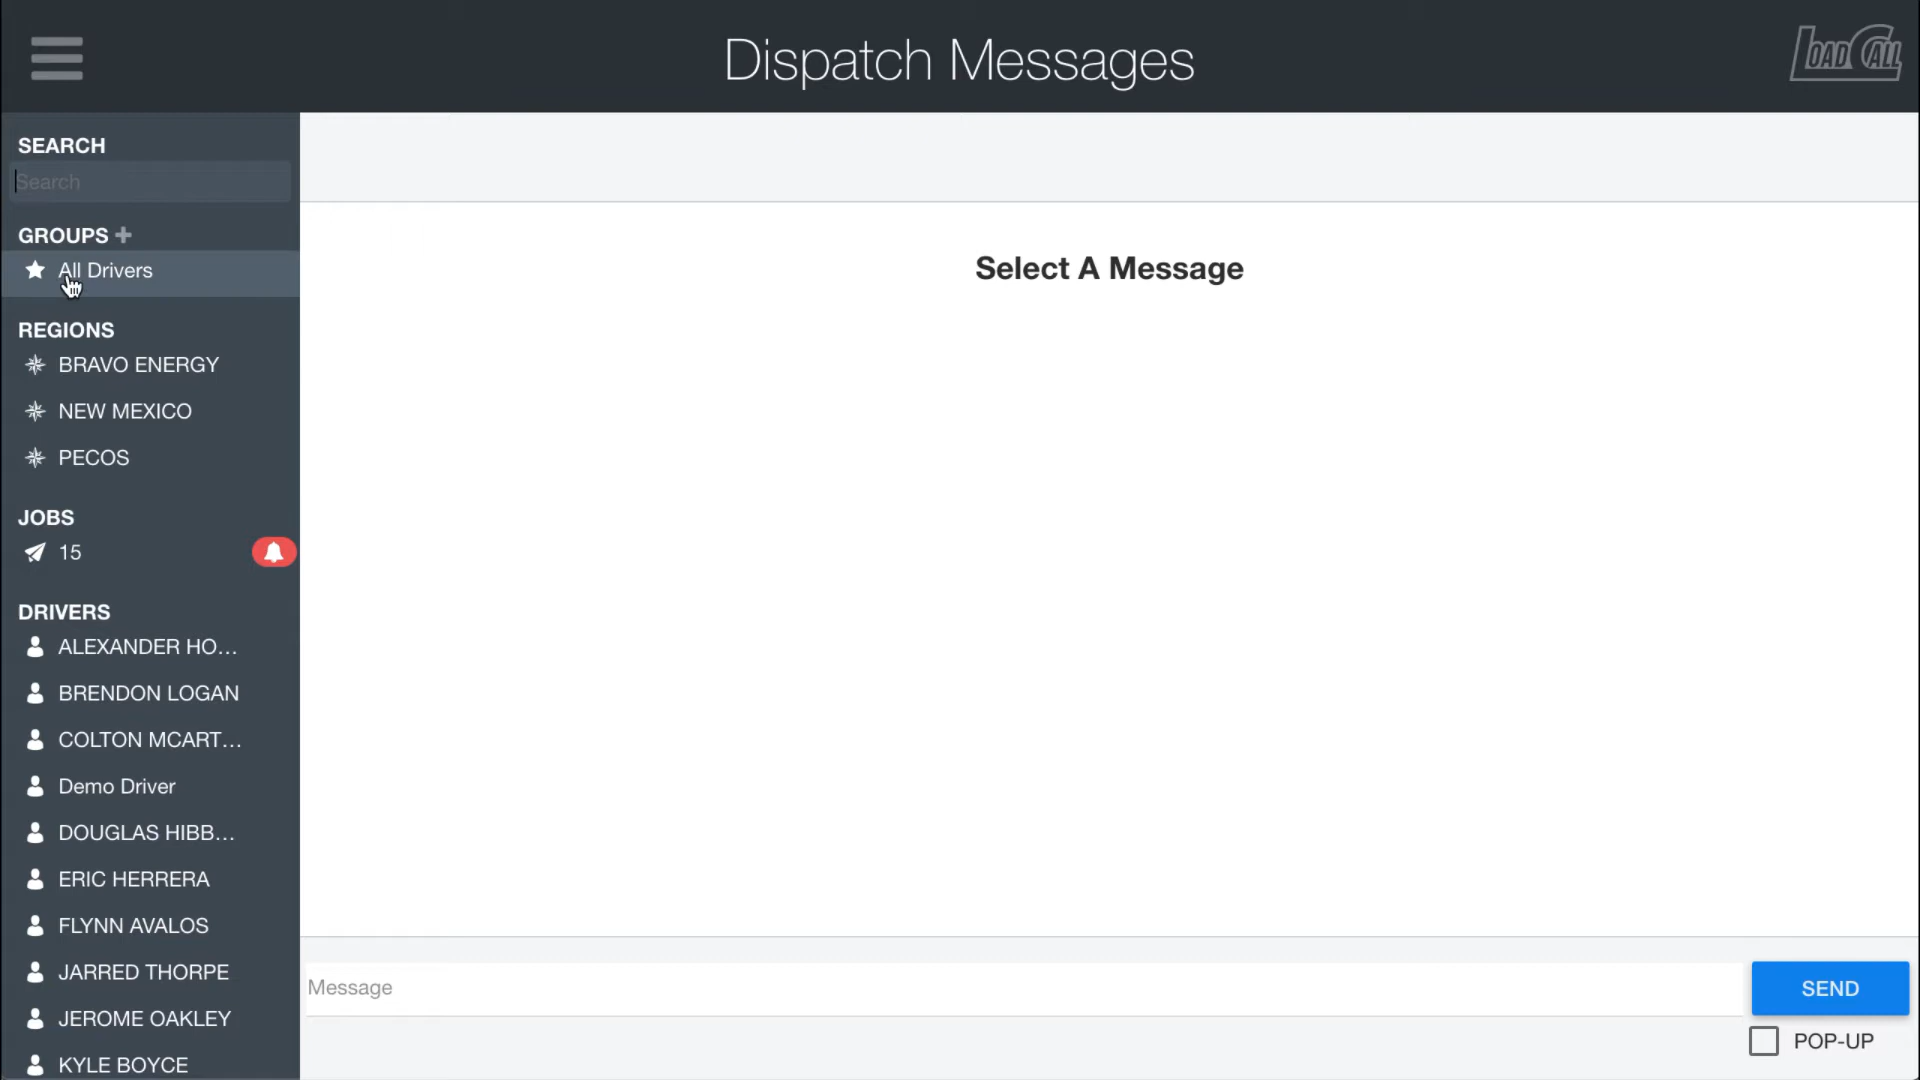 Dispatch Messages
LOAD CALL
SEARCH
Search
GROUPS +
All Drivers
REGIONS
BRAVO ENERGY
NEW MEXICO
PECOS
JOBS
15
DRIVERS
ALEXANDER HO...
BRENDON LOGAN
COLTON MCART...
Demo Driver
DOUGLAS HIBB...
ERIC HERRERA
FLYNN AVALOS
JARRED THORPE
JEROME OAKLEY
KYLE BOYCE
Select A Message
Message
SEND
POP-UP